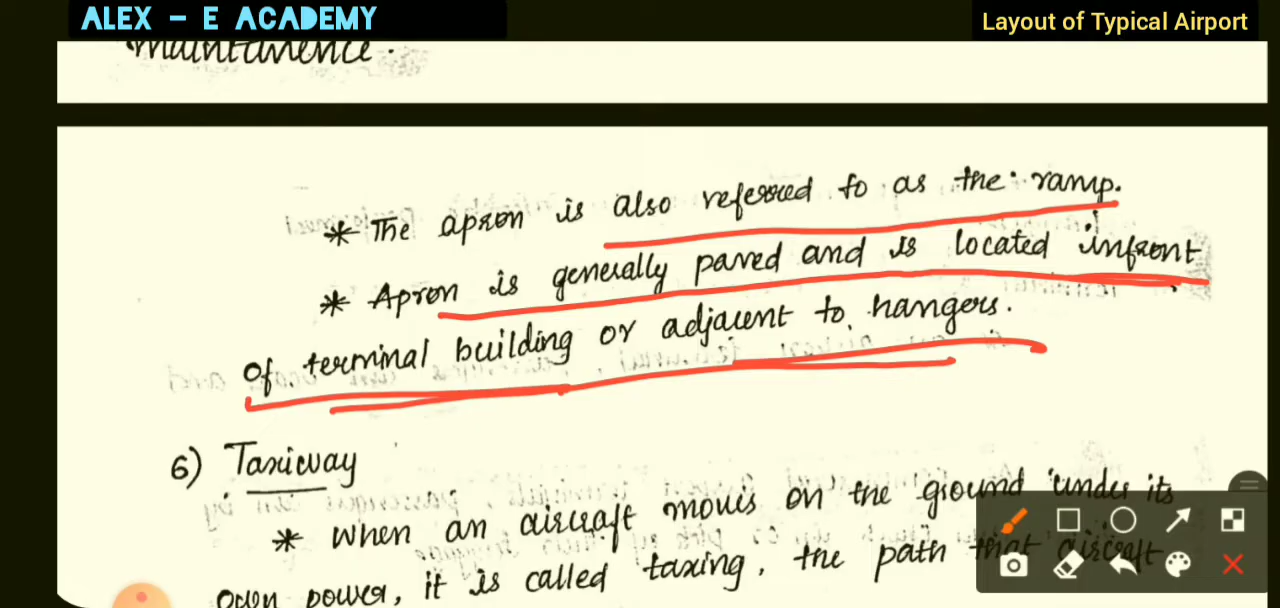 ALEX – E ACADEMY
Layout of Typical Airport
maintanence.
* The apron is also referred to as the ramp.
* Apron is generally paved and is located infront
of terminal building or adjacent to hangers.
6) Taxiway
* When an aircraft moves on the ground under its
own power, it is called taxing, the path that aircraft